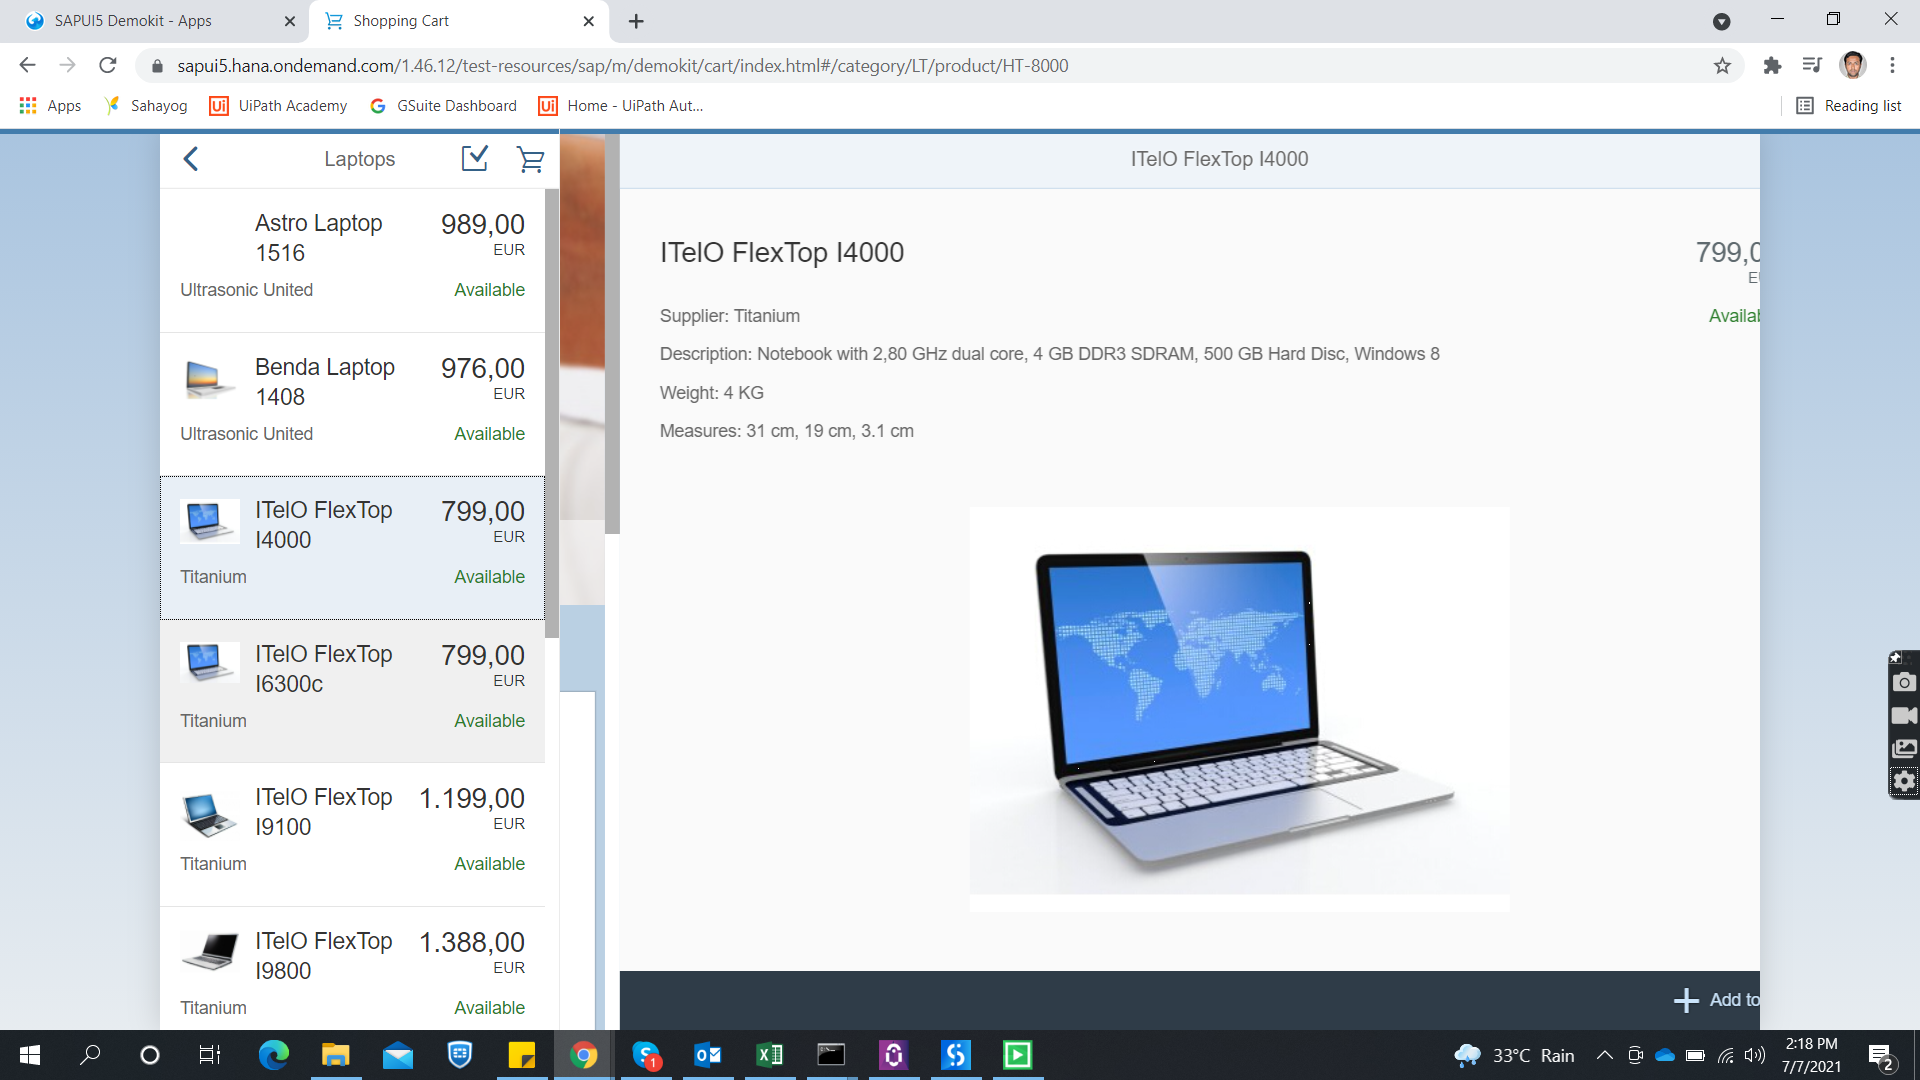 SAPUI5 Demokit - Apps
Shopping Cart
sapui5.hana.ondemand.com/1.46.12/test-resources/sap/m/demokit/cart/index.html#/category/LT/product/HT-8000
Apps
Sahayog
UiPath Academy
GSuite Dashboard
Home - UiPath Aut...
Reading list
Laptops
Astro Laptop 1516
989,00
EUR
Ultrasonic United
Available
Benda Laptop 1408
976,00
EUR
Ultrasonic United
Available
ITelO FlexTop I4000
799,00
EUR
Titanium
Available
ITelO FlexTop I6300c
799,00
EUR
Titanium
Available
ITelO FlexTop I9100
1.199,00
EUR
Titanium
Available
ITelO FlexTop I9800
1.388,00
EUR
Titanium
Available
ITelO FlexTop I4000
ITelO FlexTop I4000
799,0
Supplier: Titanium
Description: Notebook with 2,80 GHz dual core, 4 GB DDR3 SDRAM, 500 GB Hard Disc, Windows 8
Weight: 4 KG
Measures: 31 cm, 19 cm, 3.1 cm
Add to
33°C Rain
2:18 PM
7/7/2021
2
1